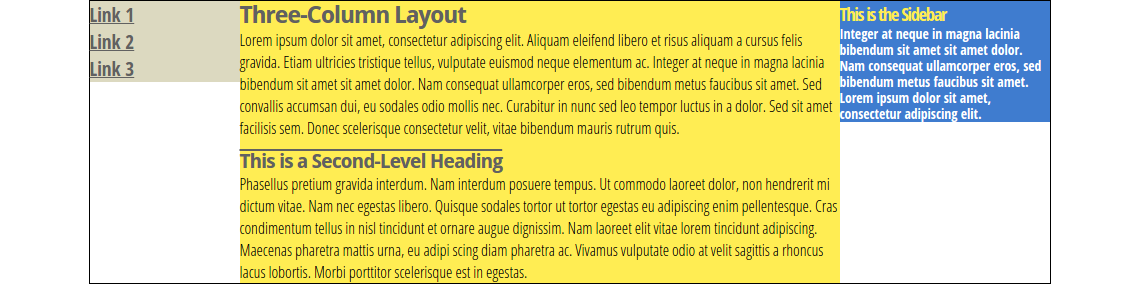 Link 1
Link 2
Link 3
Three-Column Layout
Lorem ipsum dolor sit amet, consectetur adipiscing elit. Aliquam eleifend libero et risus aliquam a cursus felis
gravida. Etiam ultricies tristique tellus, vulputate euismod neque elementum ac. Integer at neque in magna lacinia
bibendum sit amet sit amet dolor. Nam consequat ullamcorper eros, sed bibendum metus faucibus sit amet. Sed
convallis accumsan dui, eu sodales odio mollis nec. Curabitur in nunc sed leo tempor luctus in a dolor. Sed sit amet
facilisis sem. Donec scelerisque consectetur velit, vitae bibendum mauris rutrum quis.
This is a Second-Level Heading
Phasellus pretium gravida interdum. Nam interdum posuere tempus. Ut commodo laoreet dolor, non hendrerit mi
dictum vitae. Nam nec egestas libero. Quisque sodales tortor ut tortor egestas eu adipiscing enim pellentesque. Cras
condimentum tellus in nisl tincidunt et ornare augue dignissim. Nam laoreet elit vitae lorem tincidunt adipiscing.
Maecenas pharetra mattis urna, eu adipi scing diam pharetra ac. Vivamus vulputate odio at velit sagittis a rhoncus
lacus lobortis. Morbi porttitor scelerisque est in egestas.
This is the Sidebar
Integer at neque in magna lacinia
bibendum sit amet sit amet dolor.
Nam consequat ullamcorper eros, sed
bibendum metus faucibus sit amet.
Lorem ipsum dolor sit amet,
consectetur adipiscing elit.